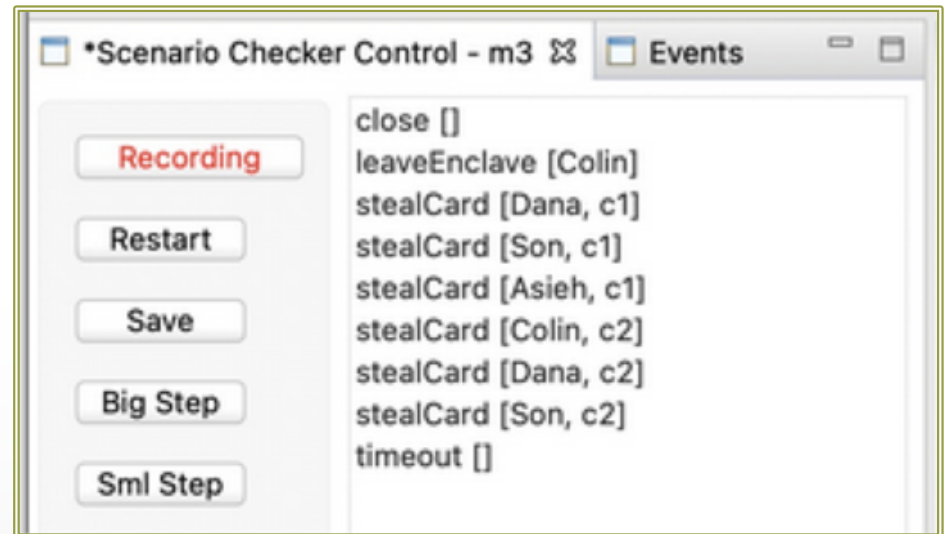 *Scenario Checker Control - m3
Events
Recording
Restart
Save
Big Step
Sml Step
close []
leaveEnclave [Colin]
stealCard [Dana, c1]
stealCard [Son, c1]
stealCard [Asieh, c1]
stealCard [Colin, c2]
stealCard [Dana, c2]
stealCard [Son, c2]
timeout []